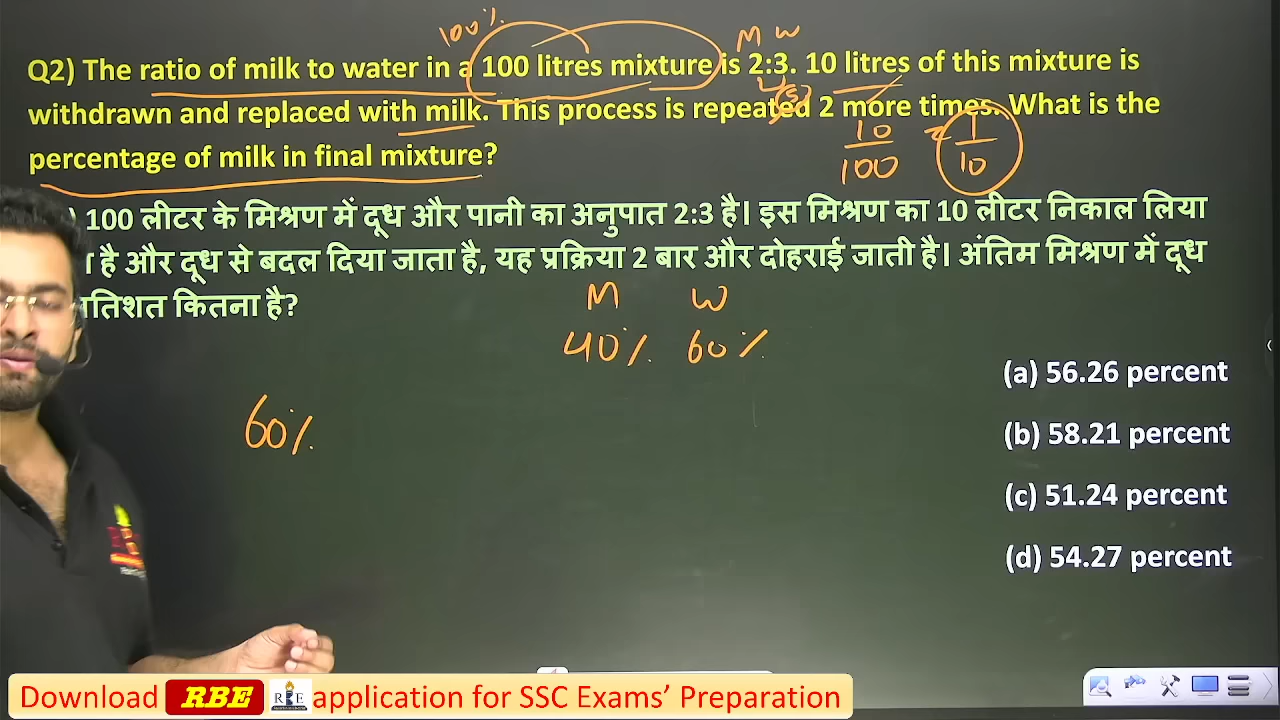 100%
M W
Q2) The ratio of milk to water in a 100 litres mixture is 2:3. 10 litres of this mixture is
(5)
withdrawn and replaced with milk. This process is repeated 2 more times. What is the
10/100 = 1/10
percentage of milk in final mixture?
100 लीटर के मिश्रण में दूध और पानी का अनुपात 2:3 है। इस मिश्रण का 10 लीटर निकाल लिया
है और दूध से बदल दिया जाता है, यह प्रक्रिया 2 बार और दोहराई जाती है। अंतिम मिश्रण में दूध
कितना है?
M W
40% 60%
60%
(a) 56.26 percent
(b) 58.21 percent
(c) 51.24 percent
(d) 54.27 percent
Download RBE RBE application for SSC Exams' Preparation